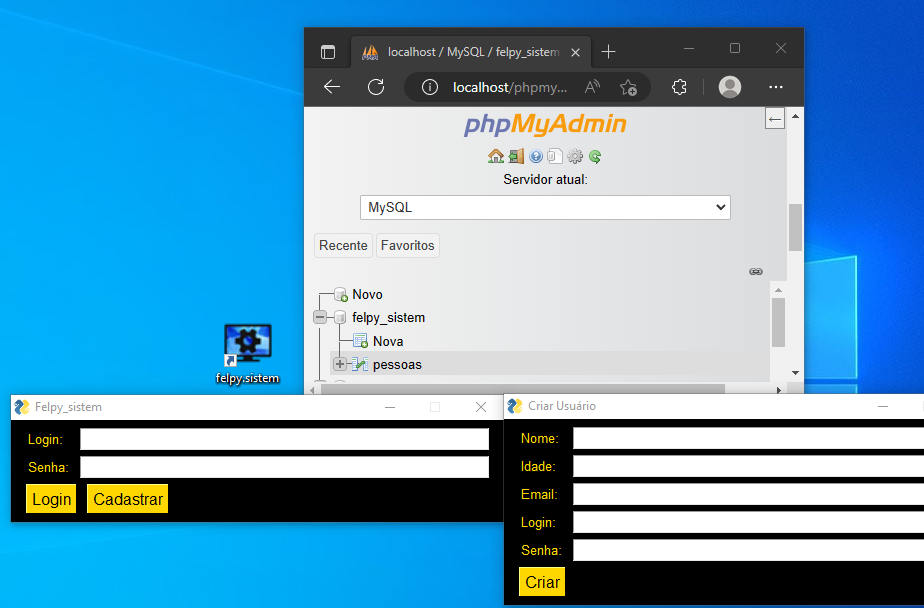 localhost / MySQL / felpy_sistem
localhost/phpmy...
phpMyAdmin
Servidor atual:
MySQL
Recente
Favoritos
Novo
felpy_sistem
Nova
pessoas
felpy.sistem
Felpy_sistem
Login:
Senha:
Login
Cadastrar
Criar Usuário
Nome:
Idade:
Email:
Login:
Senha:
Criar